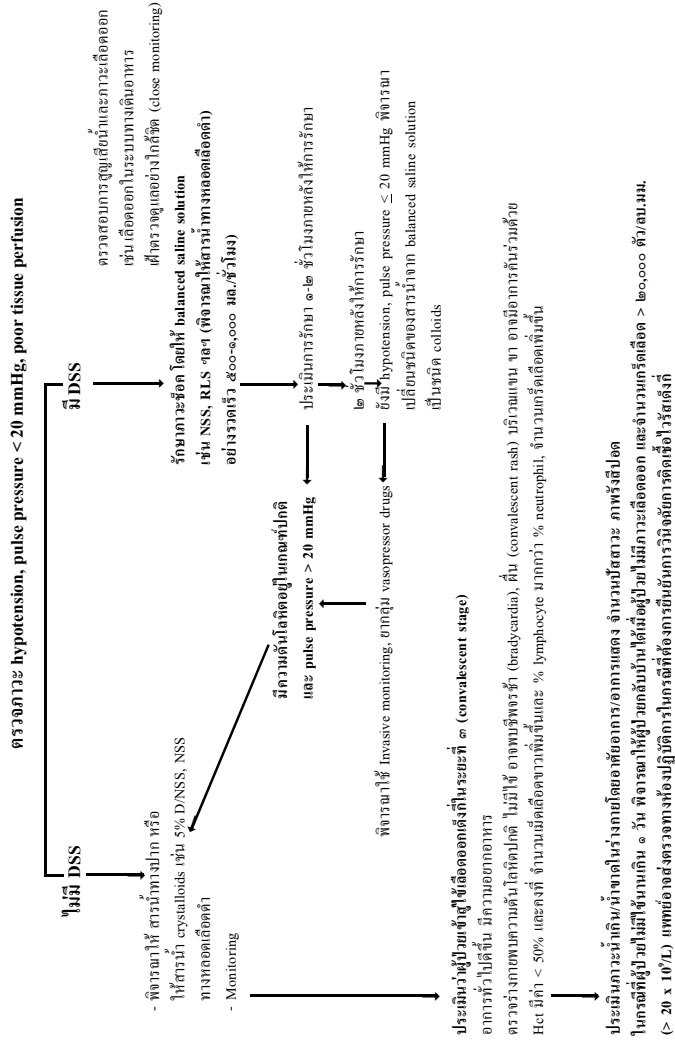 ตรวจภาวะ hypotension, pulse pressure < 20 mmHg, poor tissue perfusion
ไม่มี DSS
- พิจารณาให้ สารน้ำทางปาก หรือ
ให้สารน้ำ crystalloids เช่น 5% D/NSS, NSS
ทางหลอดเลือดดำ
- Monitoring
มี DSS
ตรวจสอบการสูญเสียน้ำและภาวะเลือดออก
เช่น เลือดออกในระบบทางเดินอาหาร
เฝ้าตรวจดูแลอย่างใกล้ชิด (close monitoring)
รักษาภาวะช็อค โดยให้ balanced saline solution
เช่น NSS, RLS ฯลฯ (พิจารณาให้สารน้ำทางหลอดเลือดดำ
อย่างรวดเร็ว ๕๐๐-๑,๐๐๐ มล./ชั่วโมง)
ประเมินการรักษา ๑-๒ ชั่วโมงภายหลังให้การรักษา
มีความดันโลหิตอยู่ในเกณฑ์ปกติ
และ pulse pressure > 20 mmHg
๒ ชั่วโมงภายหลังให้การรักษา
ยังมี hypotension, pulse pressure ≤ 20 mmHg พิจารณา
เปลี่ยนชนิดของสารน้ำจาก balanced saline solution
เป็นชนิด colloids
พิจารณาใช้ Invasive monitoring, ยากลุ่ม vasopressor drugs
ประเมินว่าผู้ป่วยเข้าสู่ไข้เลือดออกเด็งกี่ในระยะที่ ๓ (convalescent stage)
อาการทั่วไปดีขึ้น มีความอยากอาหาร
ตรวจร่างกายพบความดันโลหิตปกติ ไม่มีไข้ อาจพบชีพจรช้า (bradycardia), ผื่น (convalescent rash) บริเวณแขน ขา อาจมีอาการคันร่วมด้วย
Hct มีค่า < 50% และคงที่ จำนวนเม็ดเลือดขาวเพิ่มขึ้นและ % lymphocyte มากกว่า % neutrophil, จำนวนเกร็ดเลือดเพิ่มขึ้น
ประเมินภาวะน้ำเกิน/น้ำขาดในร่างกายโดยอาศัยอาการ/อาการแสดง จำนวนปัสสาวะ ภาพรังสีปอด
ในกรณีที่ผู้ป่วยไม่มีไข้นานเกิน ๑ วัน พิจารณาให้ผู้ป่วยกลับบ้านได้เมื่อผู้ป่วยไม่มีภาวะเลือดออก และจำนวนเกร็ดเลือด > ๒๐,๐๐๐ ตัว/ลบ.มม.
(> 20 x 10⁹/L) แพทย์อาจส่งตรวจทางห้องปฏิบัติการในกรณีที่ต้องการยืนยันการวินิจฉัยการติดเชื้อไวรัสเด็งกี่